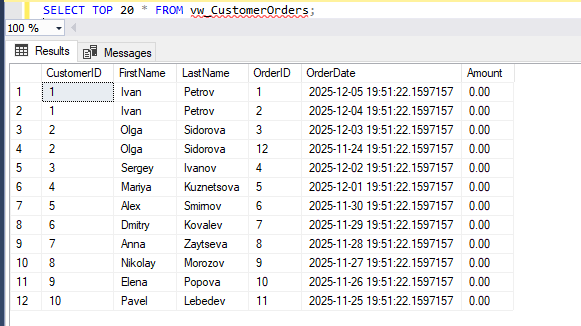 SELECT TOP 20 * FROM vw_CustomerOrders;
100 %
Results Messages
CustomerID FirstName LastName OrderID OrderDate Amount
1 1 Ivan Petrov 1 2025-12-05 19:51:22.1597157 0.00
2 1 Ivan Petrov 2 2025-12-04 19:51:22.1597157 0.00
3 2 Olga Sidorova 3 2025-12-03 19:51:22.1597157 0.00
4 2 Olga Sidorova 12 2025-11-24 19:51:22.1597157 0.00
5 3 Sergey Ivanov 4 2025-12-02 19:51:22.1597157 0.00
6 4 Mariya Kuznetsova 5 2025-12-01 19:51:22.1597157 0.00
7 5 Alex Smirnov 6 2025-11-30 19:51:22.1597157 0.00
8 6 Dmitry Kovalev 7 2025-11-29 19:51:22.1597157 0.00
9 7 Anna Zaytseva 8 2025-11-28 19:51:22.1597157 0.00
10 8 Nikolay Morozov 9 2025-11-27 19:51:22.1597157 0.00
11 9 Elena Popova 10 2025-11-26 19:51:22.1597157 0.00
12 10 Pavel Lebedev 11 2025-11-25 19:51:22.1597157 0.00